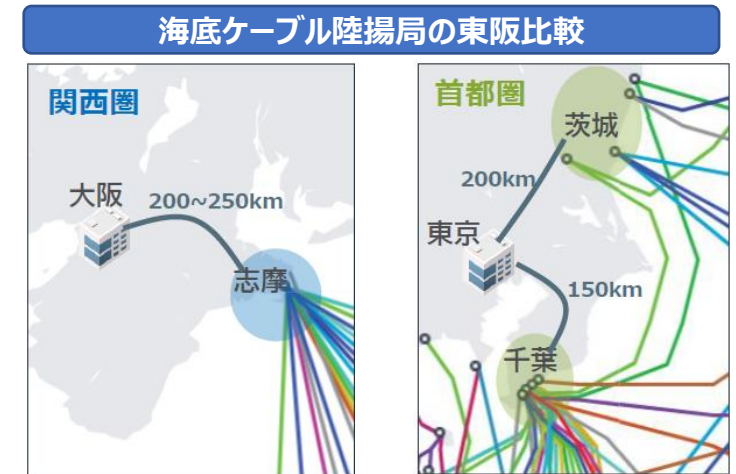 海底ケーブル陸揚局の東阪比較
関西圏
大阪
200~250km
志摩
首都圏
茨城
200km
東京
150km
千葉